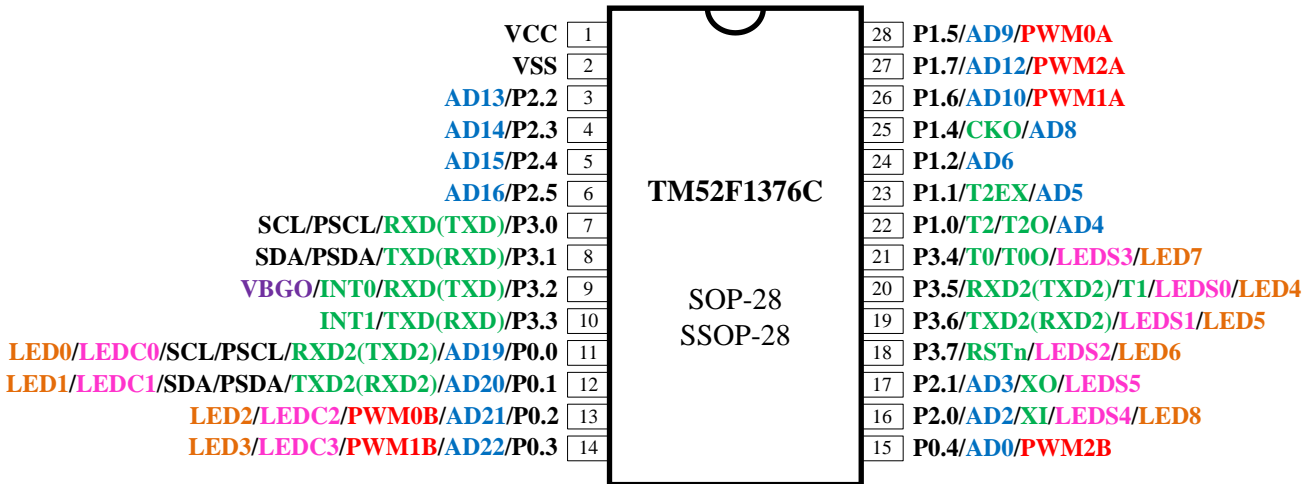 VCC 1
VSS 2
AD13/P2.2 3
AD14/P2.3 4
AD15/P2.4 5
AD16/P2.5 6
SCL/PSCL/RXD(TXD)/P3.0 7
SDA/PSDA/TXD(RXD)/P3.1 8
VBGO/INT0/RXD(TXD)/P3.2 9
INT1/TXD(RXD)/P3.3 10
LED0/LEDC0/SCL/PSCL/RXD2(TXD2)/AD19/P0.0 11
LED1/LEDC1/SDA/PSDA/TXD2(RXD2)/AD20/P0.1 12
LED2/LEDC2/PWM0B/AD21/P0.2 13
LED3/LEDC3/PWM1B/AD22/P0.3 14
TM52F1376C
SOP-28
SSOP-28
28 P1.5/AD9/PWM0A
27 P1.7/AD12/PWM2A
26 P1.6/AD10/PWM1A
25 P1.4/CKO/AD8
24 P1.2/AD6
23 P1.1/T2EX/AD5
22 P1.0/T2/T2O/AD4
21 P3.4/T0/T0O/LEDS3/LED7
20 P3.5/RXD2(TXD2)/T1/LEDS0/LED4
19 P3.6/TXD2(RXD2)/LEDS1/LED5
18 P3.7/RSTn/LEDS2/LED6
17 P2.1/AD3/XO/LEDS5
16 P2.0/AD2/XI/LEDS4/LED8
15 P0.4/AD0/PWM2B